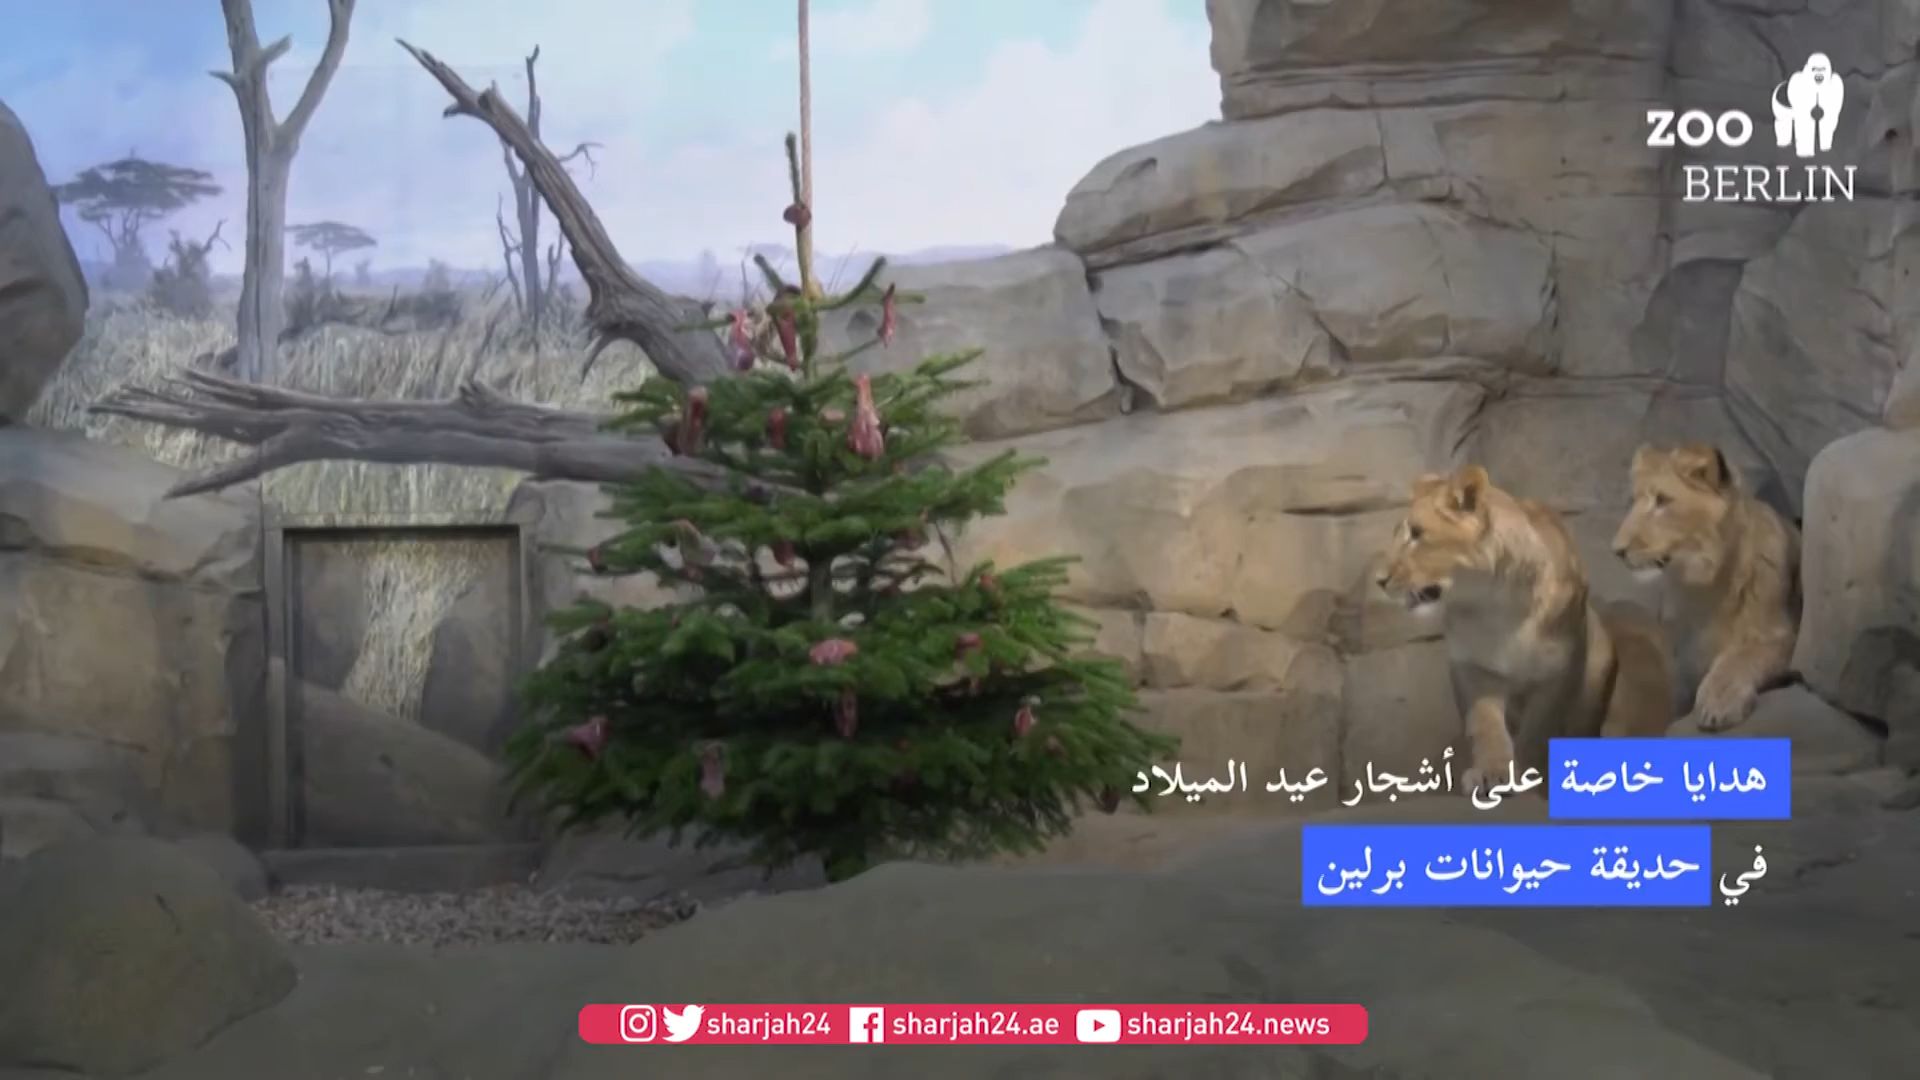 ZOO
BERLIN
هدايا خاصة على أشجار عيد الميلاد
في حديقة حيوانات برلين
sharjah24 sharjah24.ae sharjah24.news